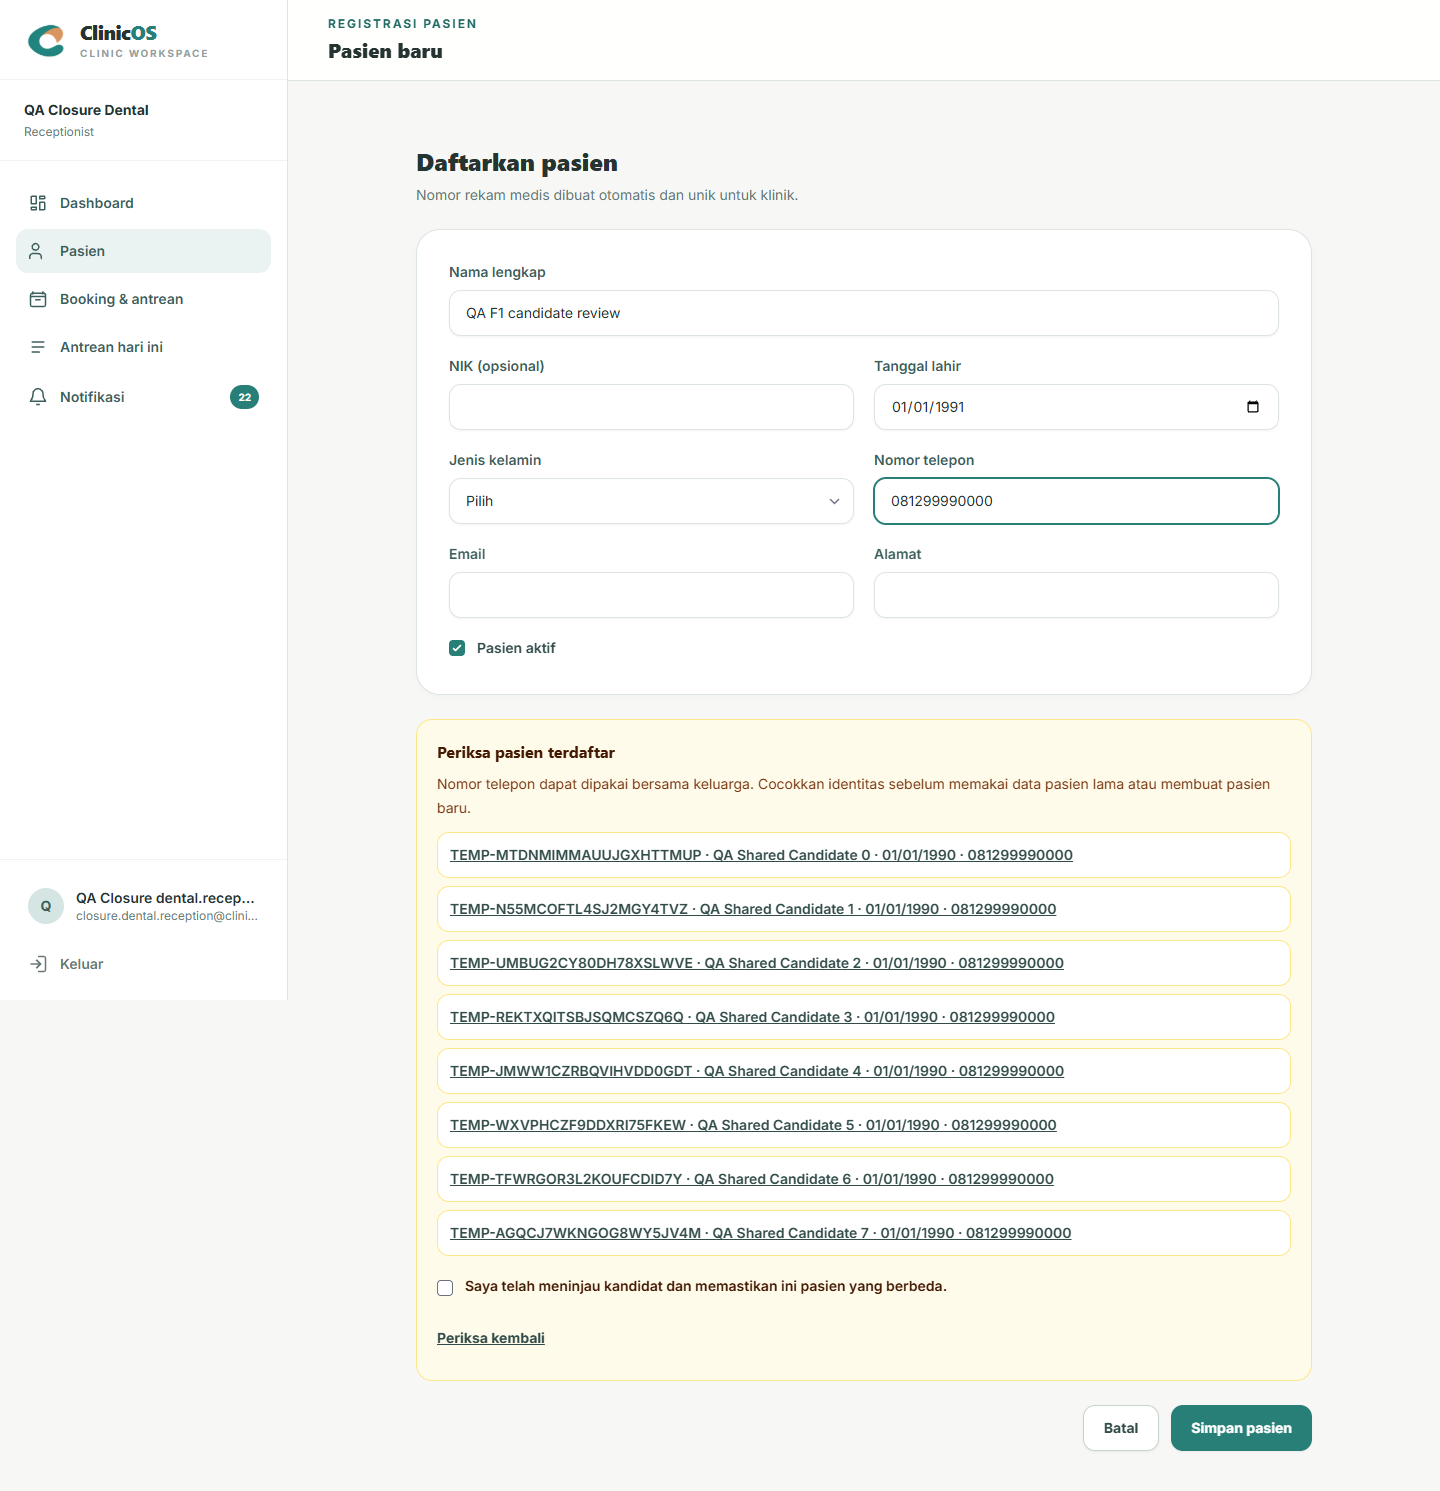 ClinicOS
CLINIC WORKSPACE
QA Closure Dental
Receptionist
Dashboard
Pasien
Booking & antrean
Antrean hari ini
Notifikasi
22
Q
QA Closure dental.recep...
closure.dental.reception@clini...
Keluar
REGISTRASI PASIEN
Pasien baru
Daftarkan pasien
Nomor rekam medis dibuat otomatis dan unik untuk klinik.
Nama lengkap
QA F1 candidate review
NIK (opsional)
Tanggal lahir
01/01/1991
Jenis kelamin
Nomor telepon
Pilih
081299990000
Email
Alamat
Pasien aktif
Periksa pasien terdaftar
Nomor telepon dapat dipakai bersama keluarga. Cocokkan identitas sebelum memakai data pasien lama atau membuat pasien
baru.
TEMP-MTDNMIMMAUUJGXHTTMUP · QA Shared Candidate 0 · 01/01/1990 · 081299990000
TEMP-N55MCOFTL4SJ2MGY4TVZ · QA Shared Candidate 1 · 01/01/1990 · 081299990000
TEMP-UMBUG2CY80DH78XSLWVE · QA Shared Candidate 2 · 01/01/1990 · 081299990000
TEMP-REKTXQITSBJSQMCSZQ6Q · QA Shared Candidate 3 · 01/01/1990 · 081299990000
TEMP-JMWW1CZRBQVIHVDD0GDT · QA Shared Candidate 4 · 01/01/1990 · 081299990000
TEMP-WXVPHCZF9DDXRI75FKEW · QA Shared Candidate 5 · 01/01/1990 · 081299990000
TEMP-TFWRGOR3L2KOUFCDID7Y · QA Shared Candidate 6 · 01/01/1990 · 081299990000
TEMP-AGQCJ7WKNGOG8WY5JV4M · QA Shared Candidate 7 · 01/01/1990 · 081299990000
Saya telah meninjau kandidat dan memastikan ini pasien yang berbeda.
Periksa kembali
Batal
Simpan pasien